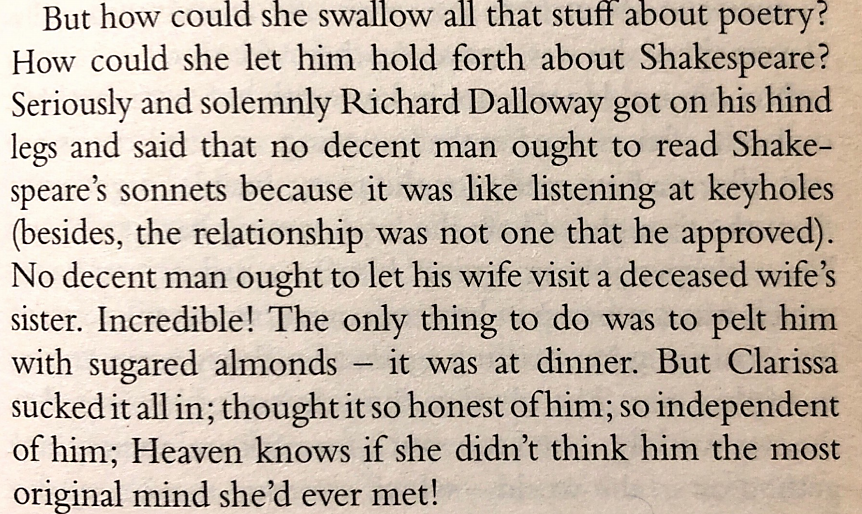 But how could she swallow all that stuff about poetry?
How could she let him hold forth about Shakespeare?
Seriously and solemnly Richard Dalloway got on his hind
legs and said that no decent man ought to read Shake-
speare’s sonnets because it was like listening at keyholes
(besides, the relationship was not one that he approved).
No decent man ought to let his wife visit a deceased wife’s
sister. Incredible! The only thing to do was to pelt him
with sugared almonds – it was at dinner. But Clarissa
sucked it all in; thought it so honest of him; so independent
of him; Heaven knows if she didn’t think him the most
original mind she’d ever met!